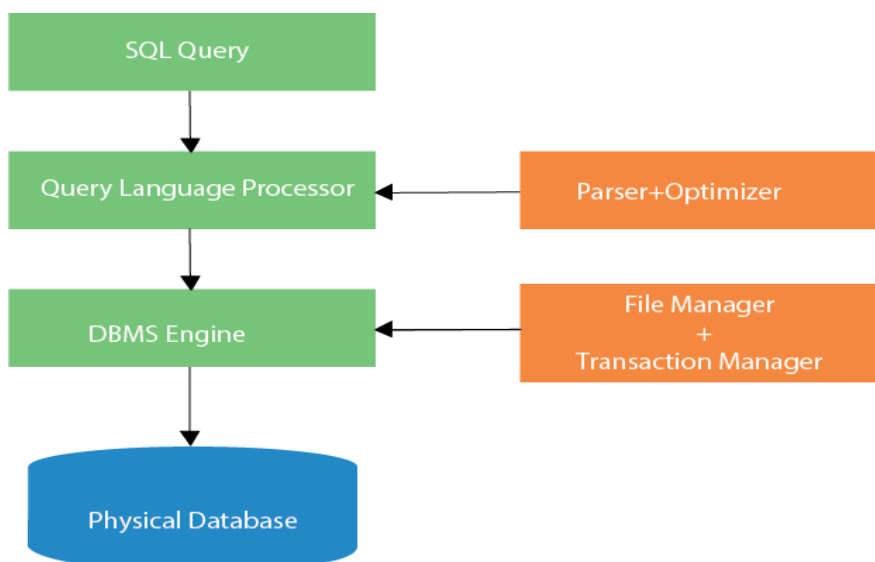 SQL Query
Query Language Processor
Parser+Optimizer
DBMS Engine
File Manager
+
Transaction Manager
Physical Database